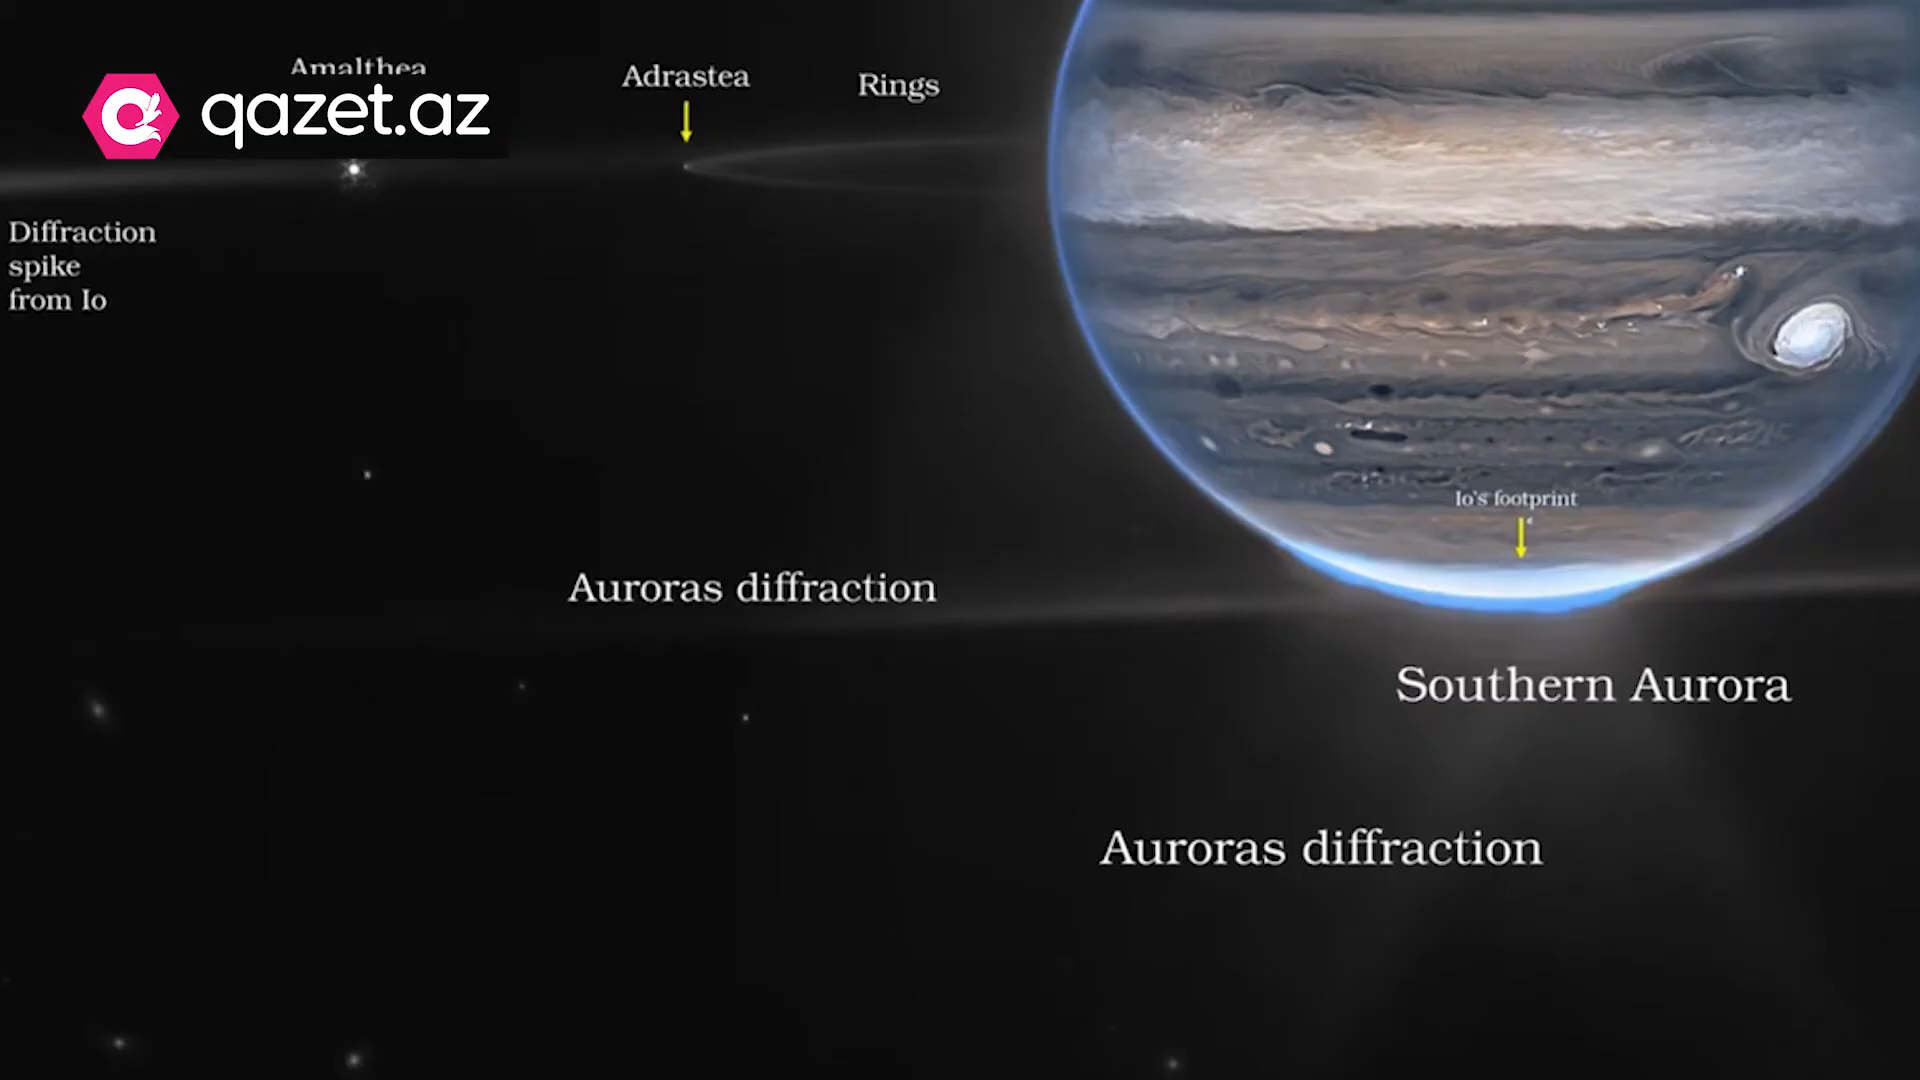 Amalthea
Adrastea
Rings
qazet.az
Diffraction
spike
from Io
Io's footprint
Auroras diffraction
Southern Aurora
Auroras diffraction